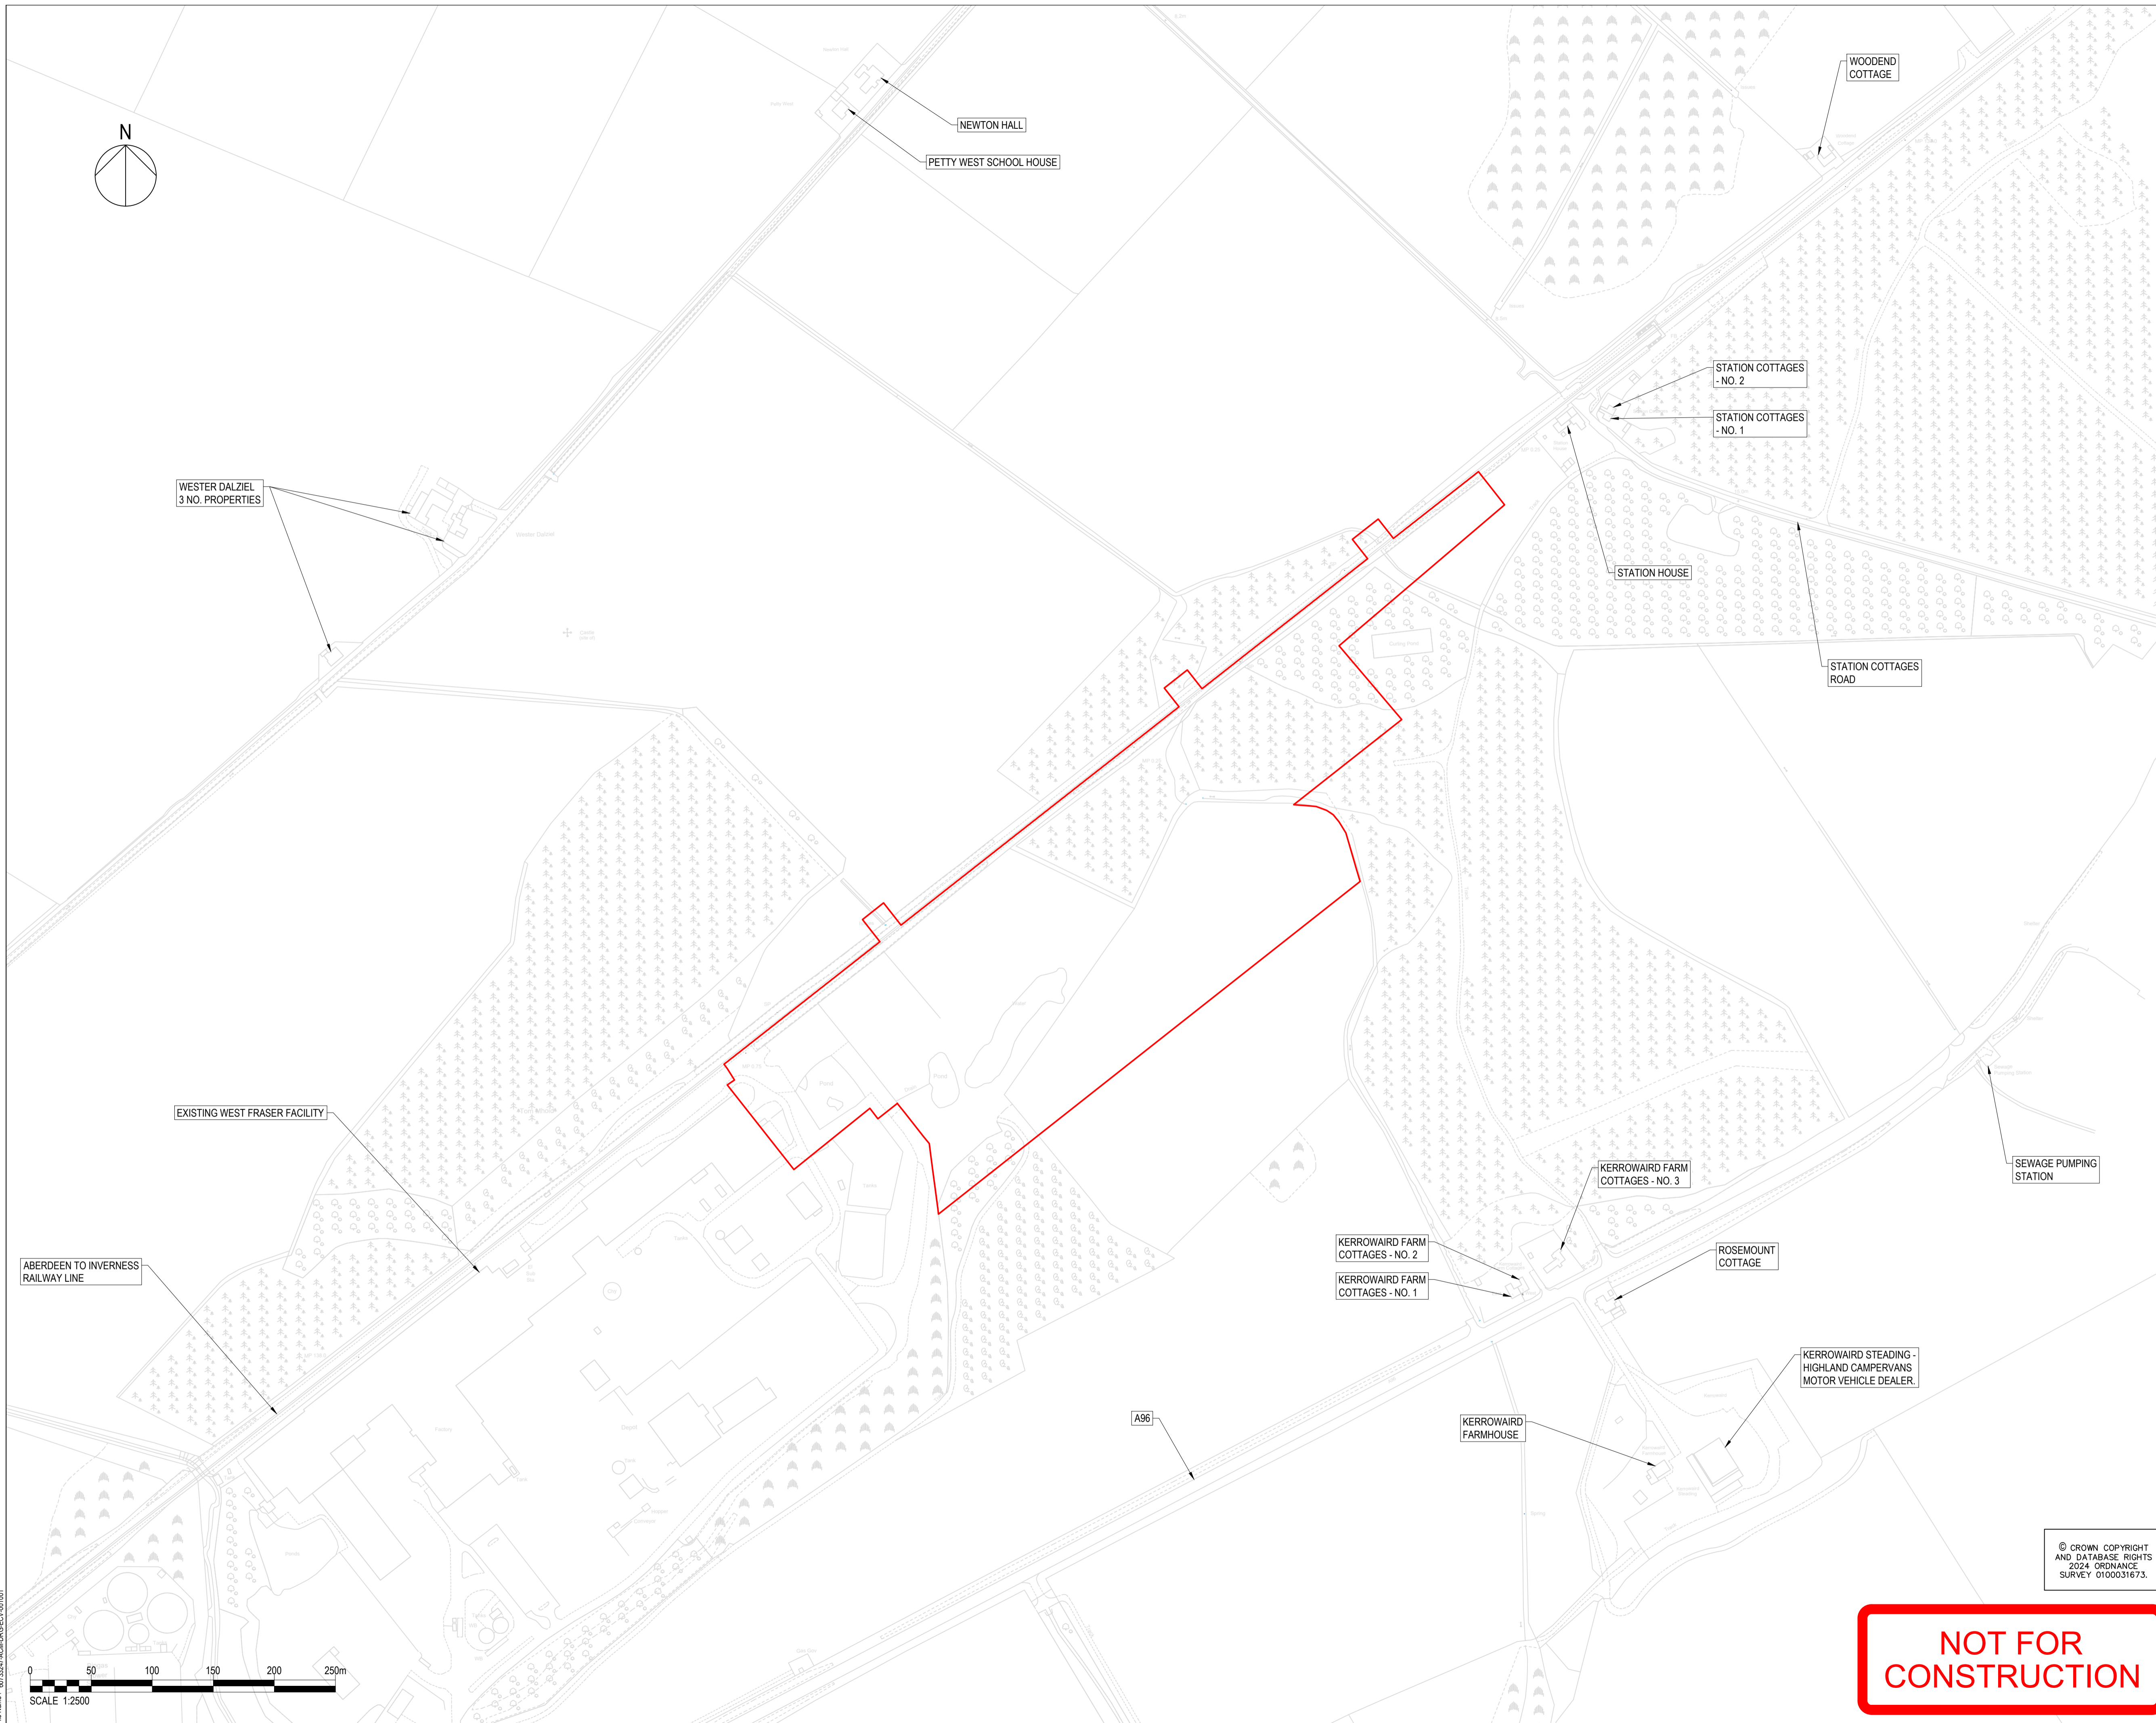 WOODEND
COTTAGE
N
NEWTON HALL
PETTY WEST SCHOOL HOUSE
STATION COTTAGES
- NO. 2
STATION COTTAGES
- NO. 1
WESTER DALZIEL
3 NO. PROPERTIES
STATION HOUSE
STATION COTTAGES
ROAD
Curling Pond
Pond
Pond
EXISTING WEST FRASER FACILITY
SEWAGE PUMPING
STATION
KERROWAIRD FARM
COTTAGES - NO. 3
KERROWAIRD FARM
COTTAGES - NO. 2
ROSEMOUNT
COTTAGE
ABERDEEN TO INVERNESS
RAILWAY LINE
KERROWAIRD FARM
COTTAGES - NO. 1
KERROWAIRD STEADING -
HIGHLAND CAMPERVANS
MOTOR VEHICLE DEALER.
A96
KERROWAIRD
FARMHOUSE
© CROWN COPYRIGHT
AND DATABASE RIGHTS
2024 ORDNANCE
SURVEY 0100031673.
NOT FOR
CONSTRUCTION
0 50 100 150 200 250m
SCALE 1:2500